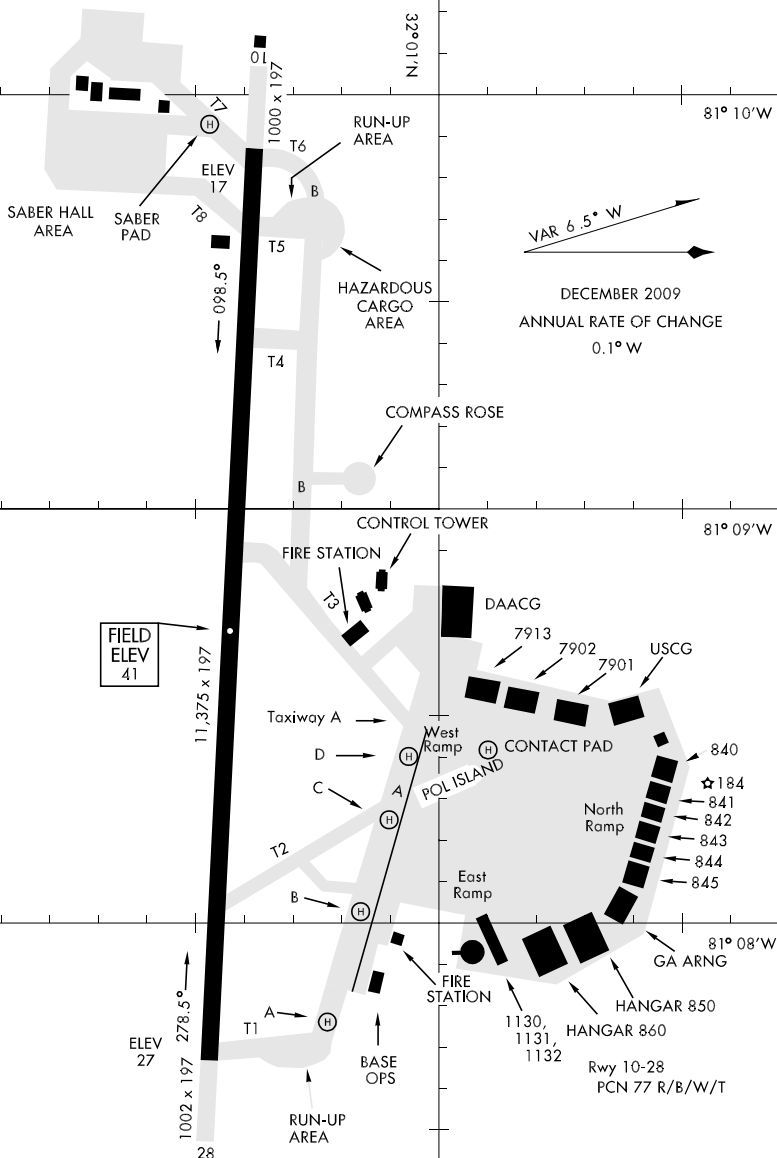 32° 01'N
10
1000 x 197
81° 10'W
T7
T6
RUN-UP
AREA
ELEV
17
B
SABER HALL
AREA
SABER
PAD
T8
T5
VAR 6.5° W
098.5°
HAZARDOUS
CARGO
AREA
DECEMBER 2009
ANNUAL RATE OF CHANGE
0.1° W
T4
COMPASS ROSE
B
CONTROL TOWER
81° 09'W
FIRE STATION
T3
DAACG
7913
7902
7901
USCG
FIELD
ELEV
41
11,375 x 197
Taxiway A
West
Ramp
D
H
H
CONTACT PAD
840
POL ISLAND
A
C
H
184
841
North
Ramp
842
843
844
845
T2
East
Ramp
B
H
81° 08'W
GA ARNG
FIRE
STATION
278.5°
A
H
T1
HANGAR 850
1130,
1131,
1132
HANGAR 860
ELEV
27
BASE
OPS
Rwy 10-28
PCN 77 R/B/W/T
1002 x 197
RUN-UP
AREA
28
H